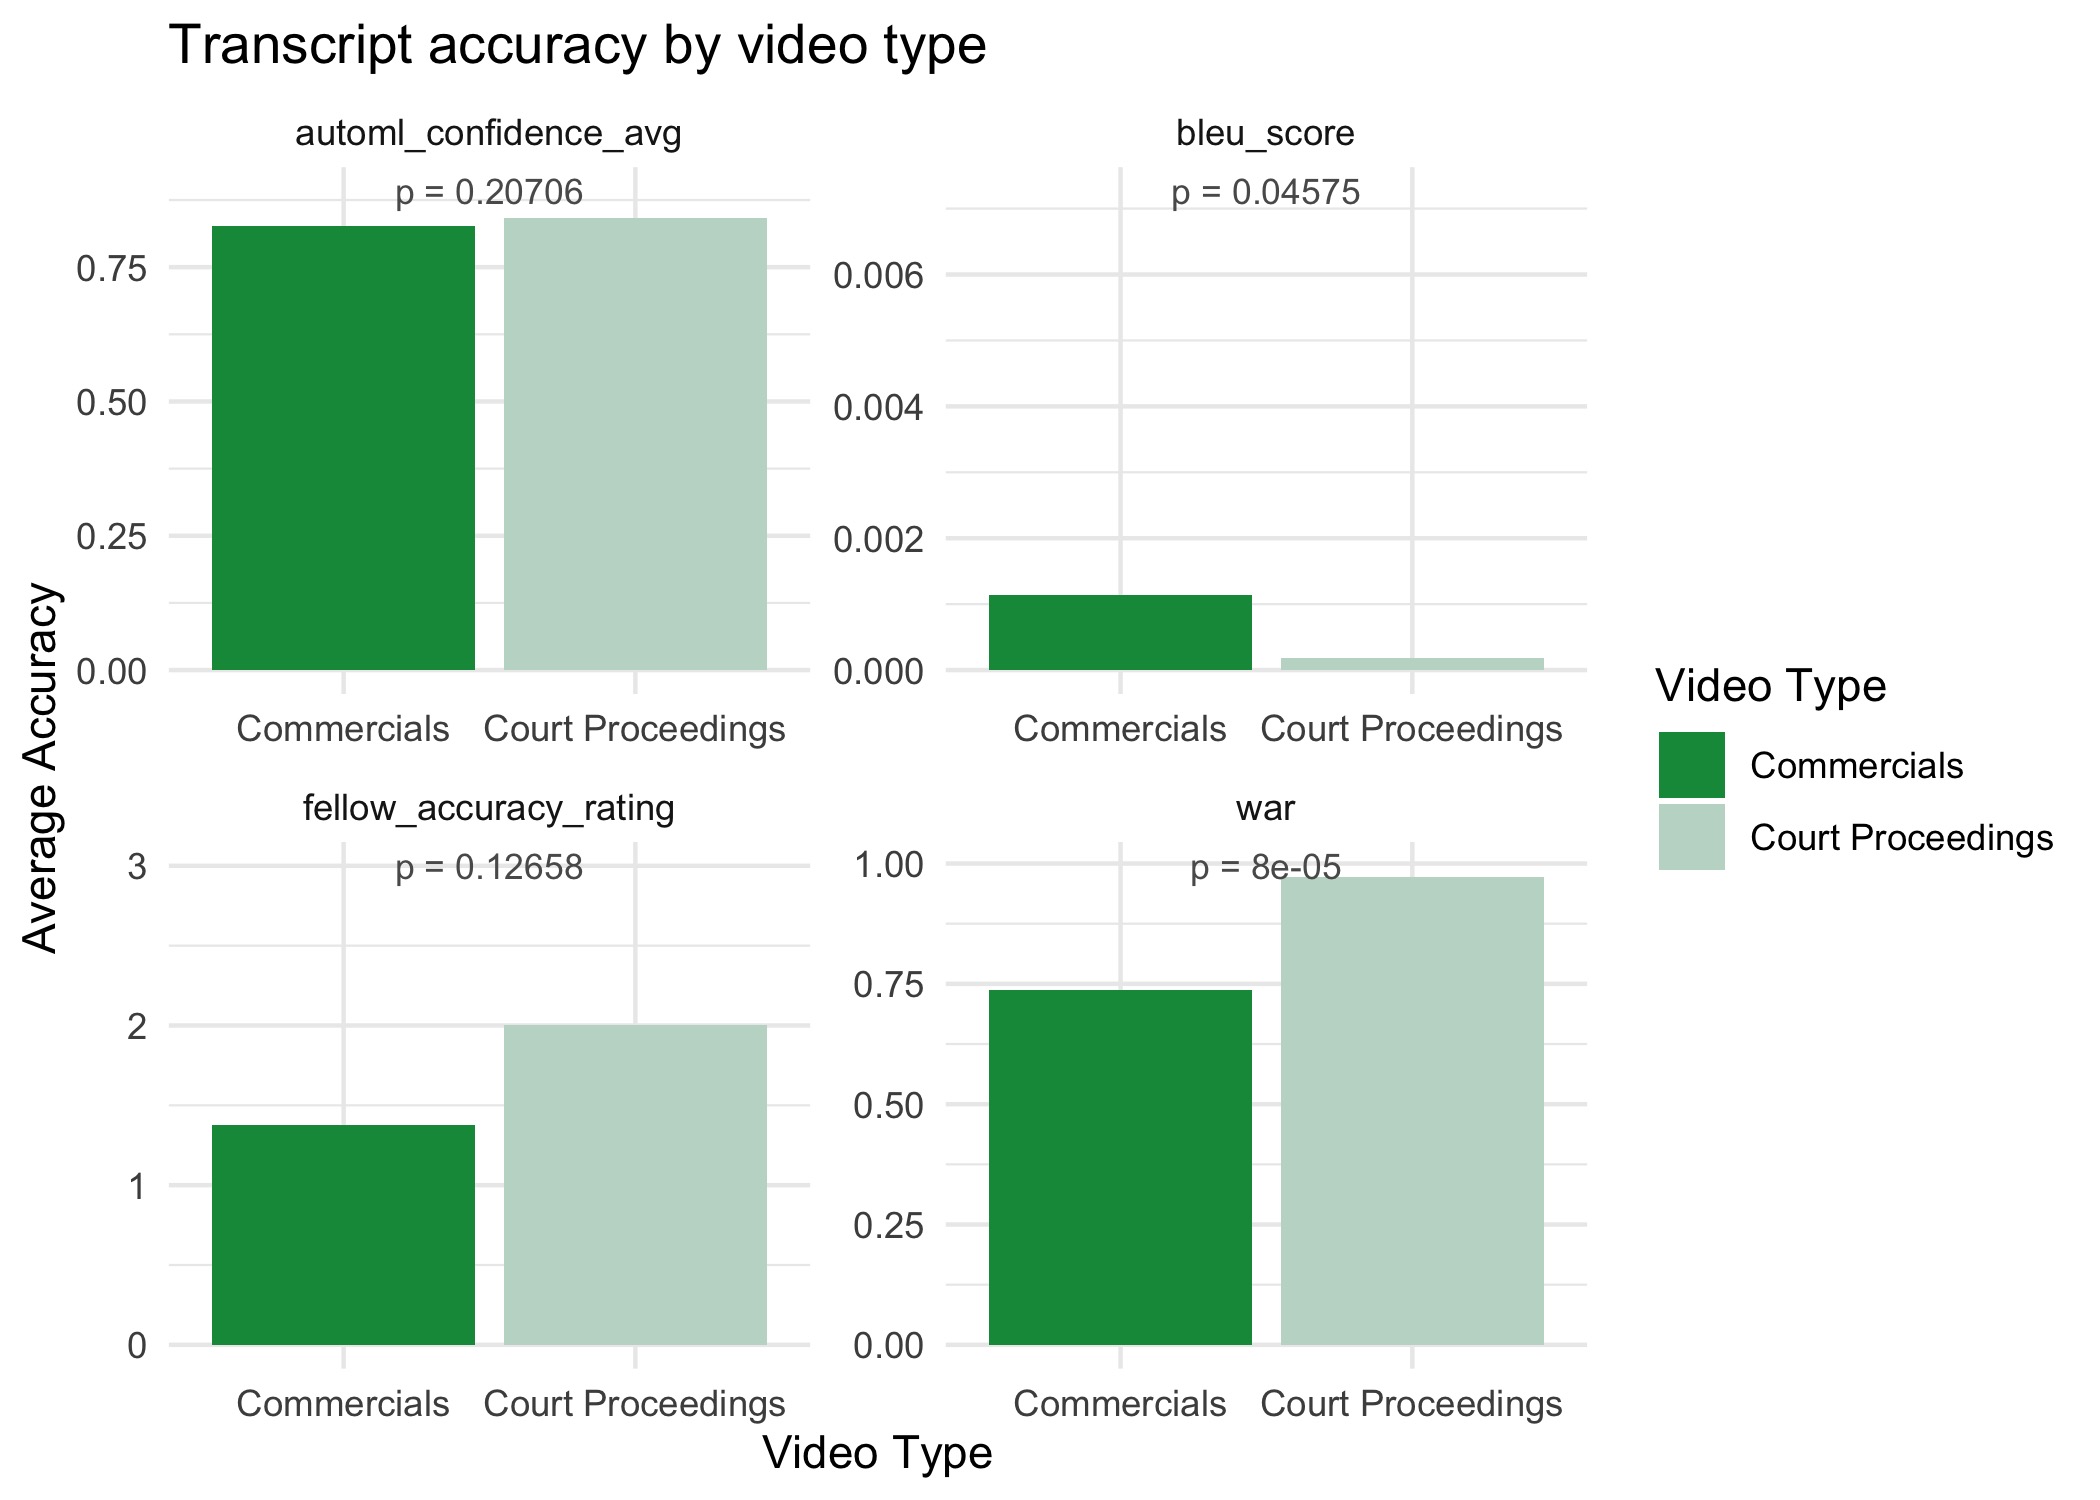 Transcript accuracy by video type
automl_confidence_avg
p = 0.20706
0.75
0.50
0.25
0.00
Commercials
Court Proceedings
bleu_score
p = 0.04575
0.006
0.004
0.002
0.000
Commercials
Court Proceedings
fellow_accuracy_rating
p = 0.12658
3
2
1
0
Commercials
Court Proceedings
war
p = 8e-05
1.00
0.75
0.50
0.25
0.00
Commercials
Court Proceedings
Average Accuracy
Video Type
Video Type
Commercials
Court Proceedings